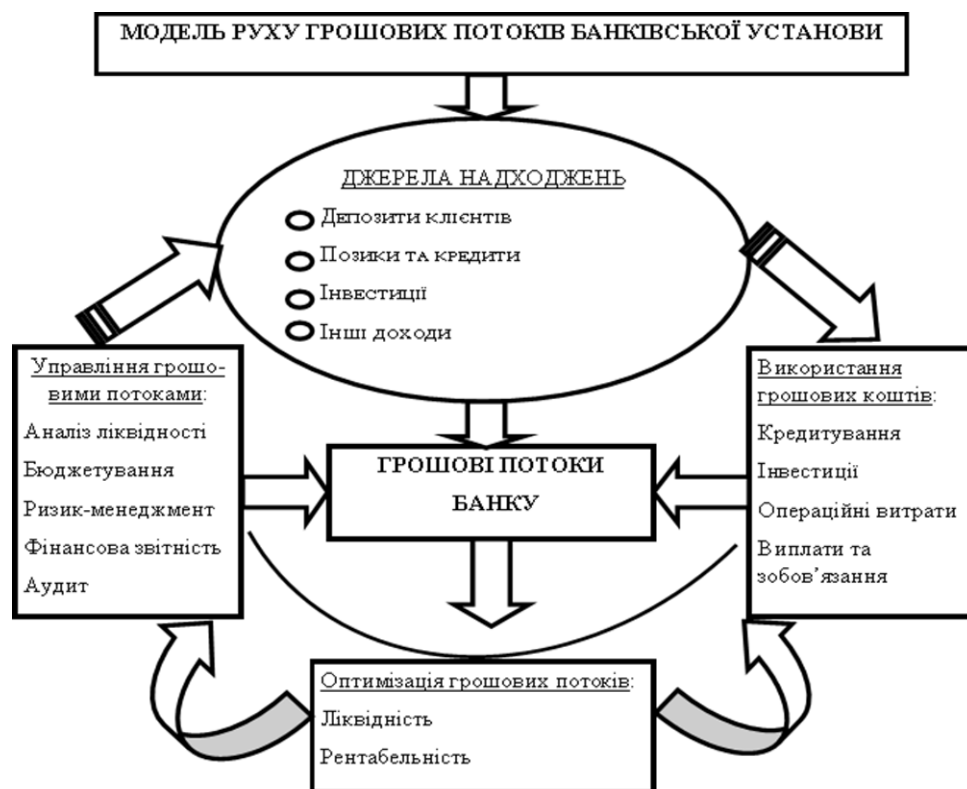 МОДЕЛЬ РУХУ ГРОШОВИХ ПОТОКІВ БАНКІВСЬКОЇ УСТАНОВИ
ДЖЕРЕЛА НАДХОДЖЕНЬ
Депозити клієнтів
Позики та кредити
Інвестиції
Інші доходи
Управління грошо-
вими потоками:
Аналіз ліквідності
Бюджетування
Ризик-менеджмент
Фінансова звітність
Аудит
ГРОШОВІ ПОТОКИ
БАНКУ
Використання
грошових коштів:
Кредитування
Інвестиції
Операційні витрати
Виплати та
зобов’язання
Оптимізація грошових потоків:
Ліквідність
Рентабельність